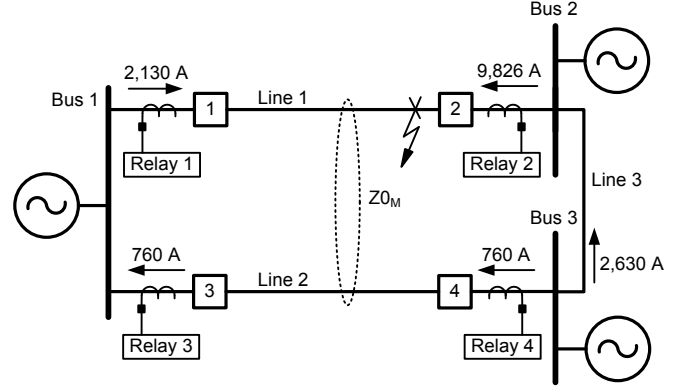 Bus 2
2,130 A
9,826 A
Bus 1
Line 1
1
2
Relay 1
Relay 2
Line 3
Z0M
Bus 3
760 A
760 A
2,630 A
Line 2
3
4
Relay 3
Relay 4